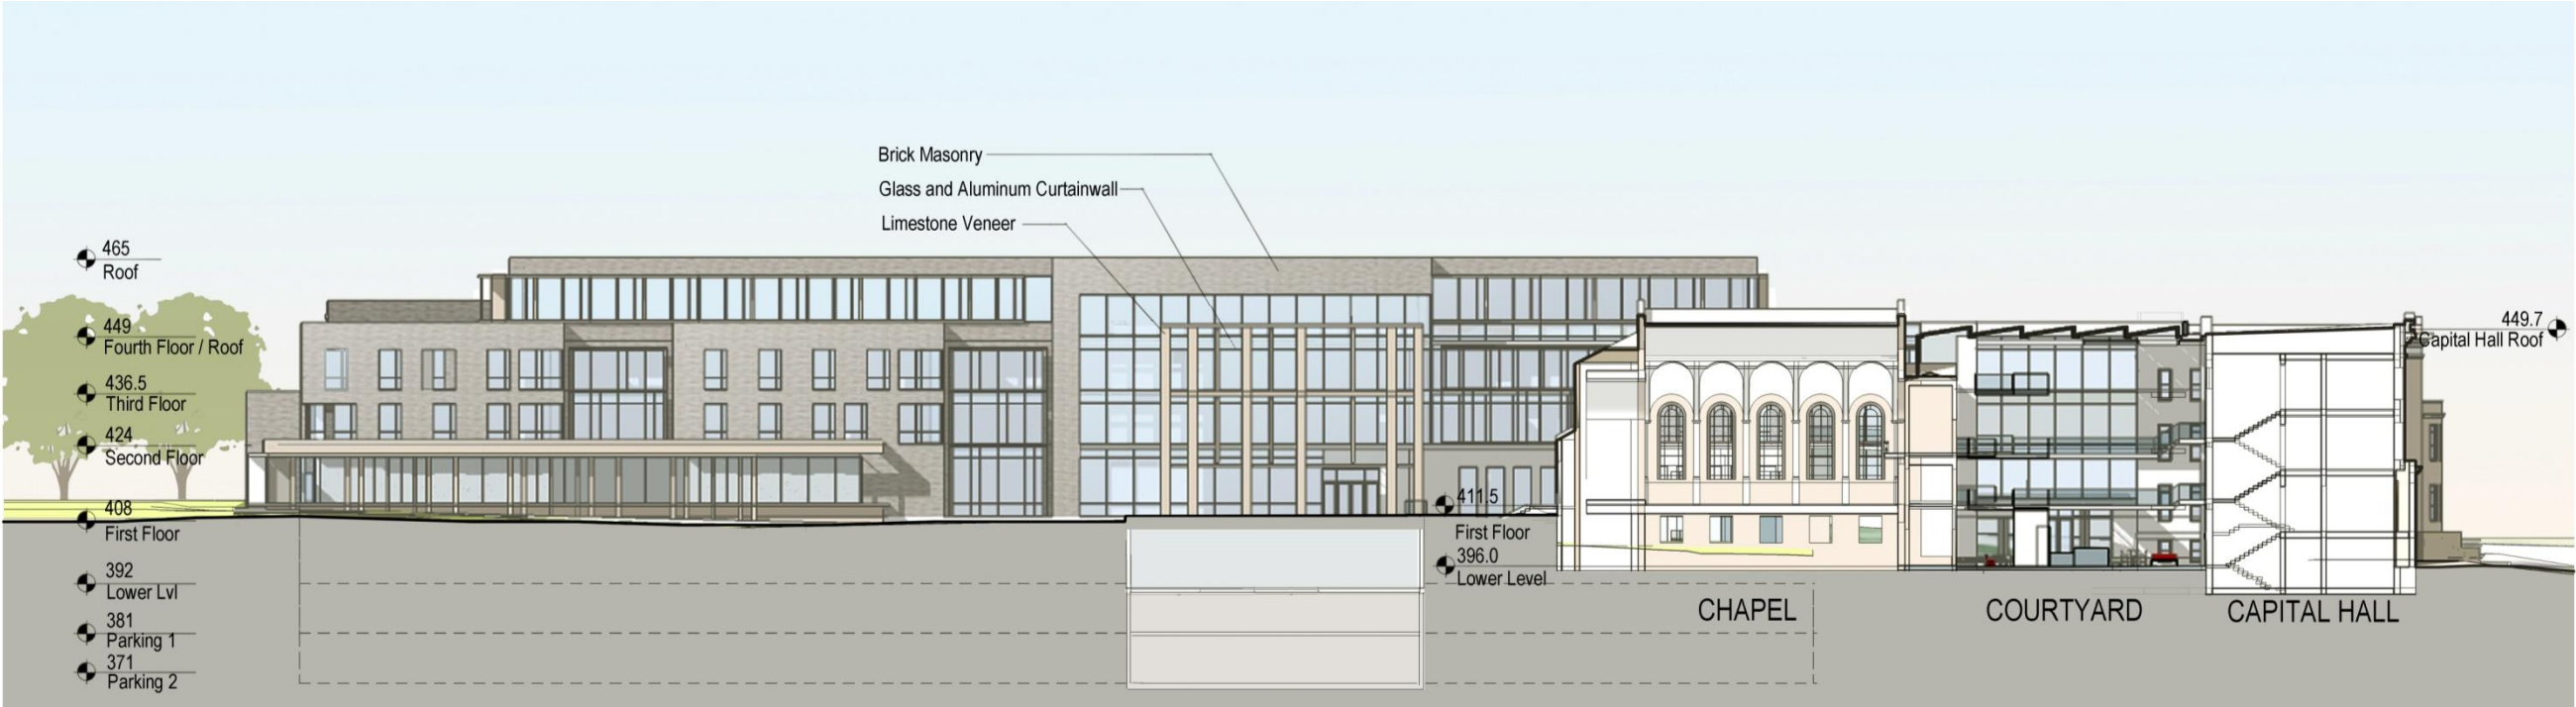 Brick Masonry
Glass and Aluminum Curtainwall
Limestone Veneer
465
Roof
449
Fourth Floor / Roof
436.5
Third Floor
424
Second Floor
408
First Floor
392
Lower Lvl
381
Parking 1
371
Parking 2
411.5
First Floor
396.0
Lower Level
449.7
Capital Hall Roof
CHAPEL
COURTYARD
CAPITAL HALL